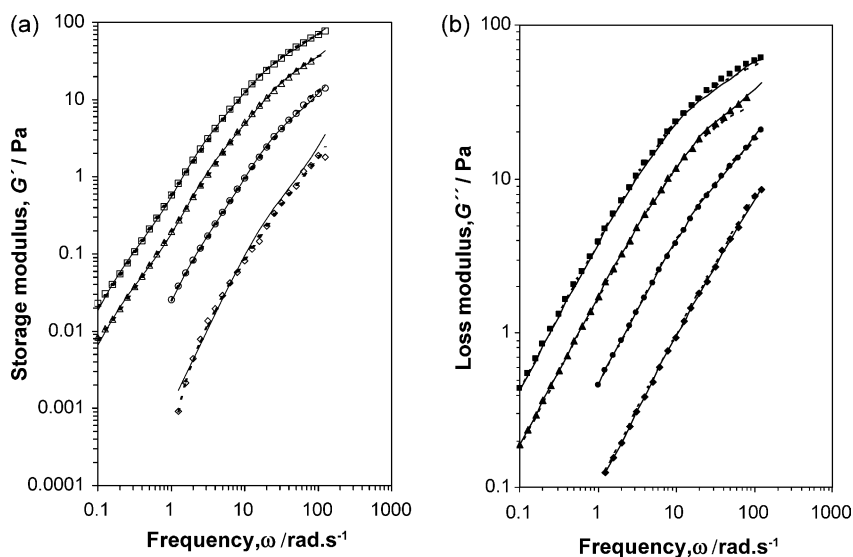 (a)
100
10
1
0.1
0.01
0.001
0.0001
Storage modulus, G´ / Pa
0.1 1 10 100 1000
Frequency,ω /rad.s-1
(b)
100
10
1
0.1
Loss modulus,G´´ / Pa
0.1 1 10 100 1000
Frequency,ω /rad.s-1